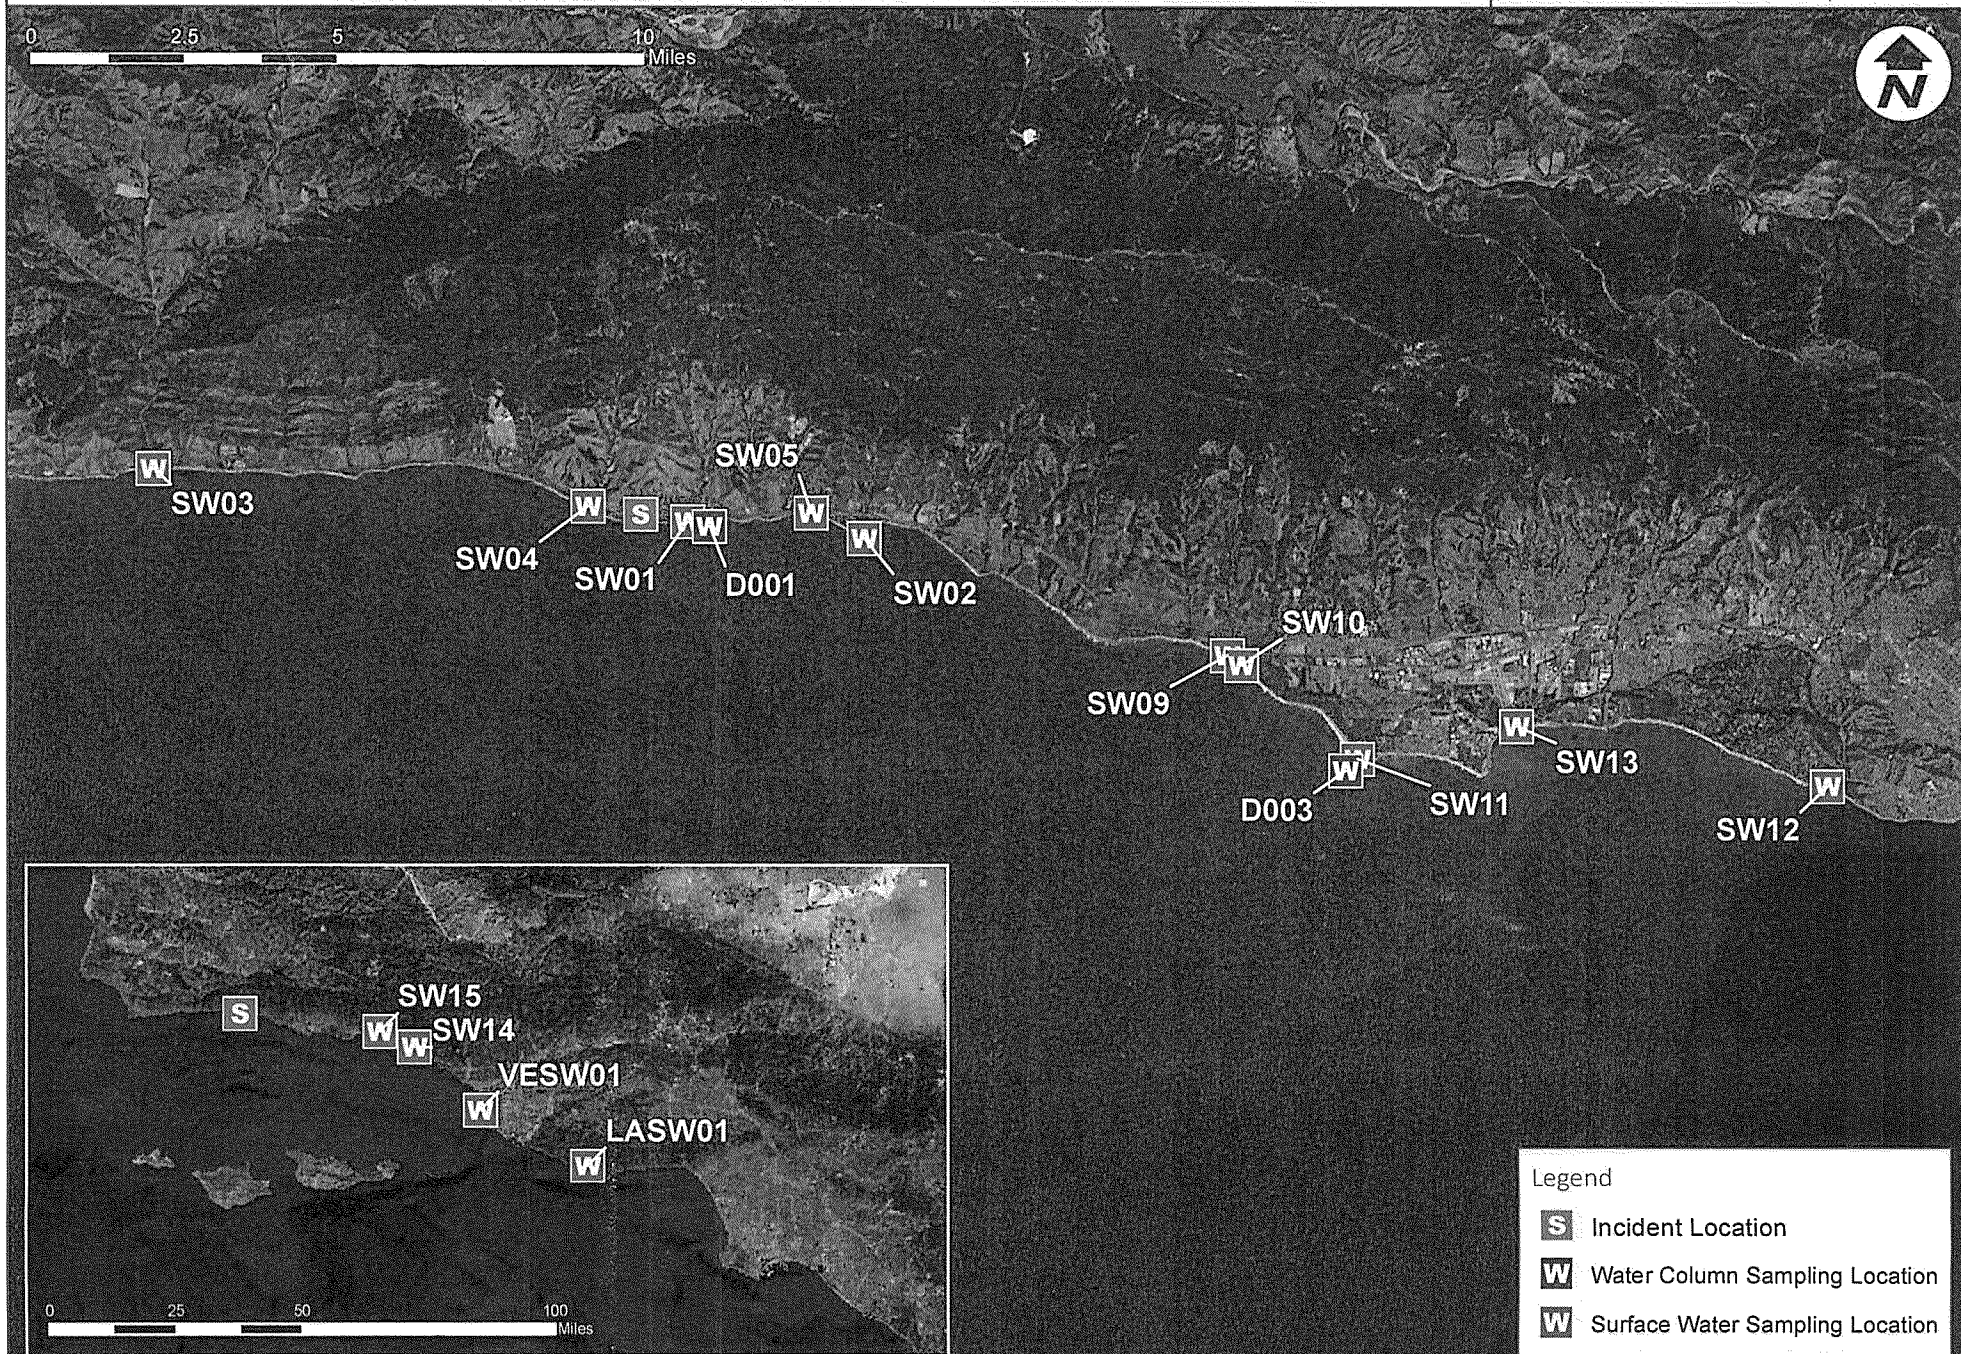 0 2.5 5 10
Miles
N
W
SW03
W
SW04
S
W
SW01
W
D001
SW05
W
W
SW02
W
SW09
SW10
W
W
SW11
W
D003
W
SW13
W
SW12
S
SW15
W
SW14
W
VESW01
W
LASW01
W
0 25 50 100
Miles
Legend
S Incident Location
W Water Column Sampling Location
W Surface Water Sampling Location